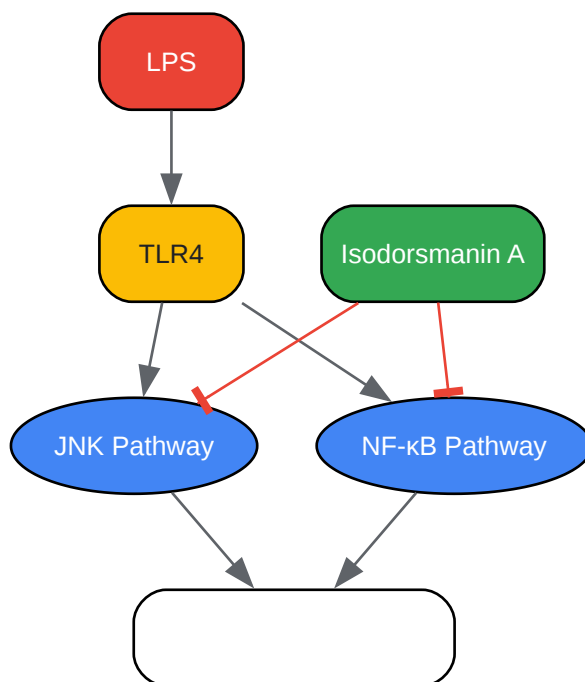 LPS
TLR4
Isodorsmanin A
JNK Pathway
NF-κB Pathway